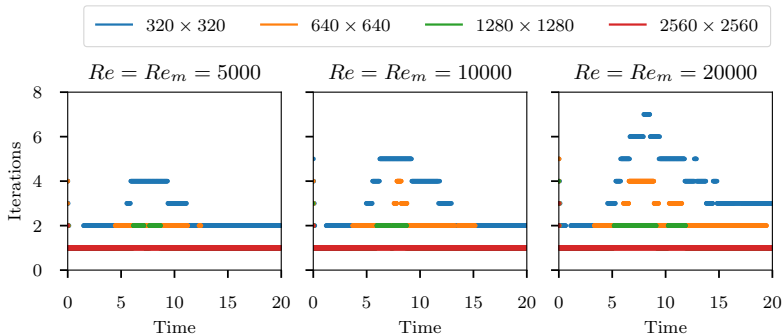 320 × 320 640 × 640 1280 × 1280 2560 × 2560
Re = Re_m = 5000 Re = Re_m = 10000 Re = Re_m = 20000
Iterations
8
6
4
2
0
0 5 10 15 20 0 5 10 15 20 0 5 10 15 20
Time Time Time